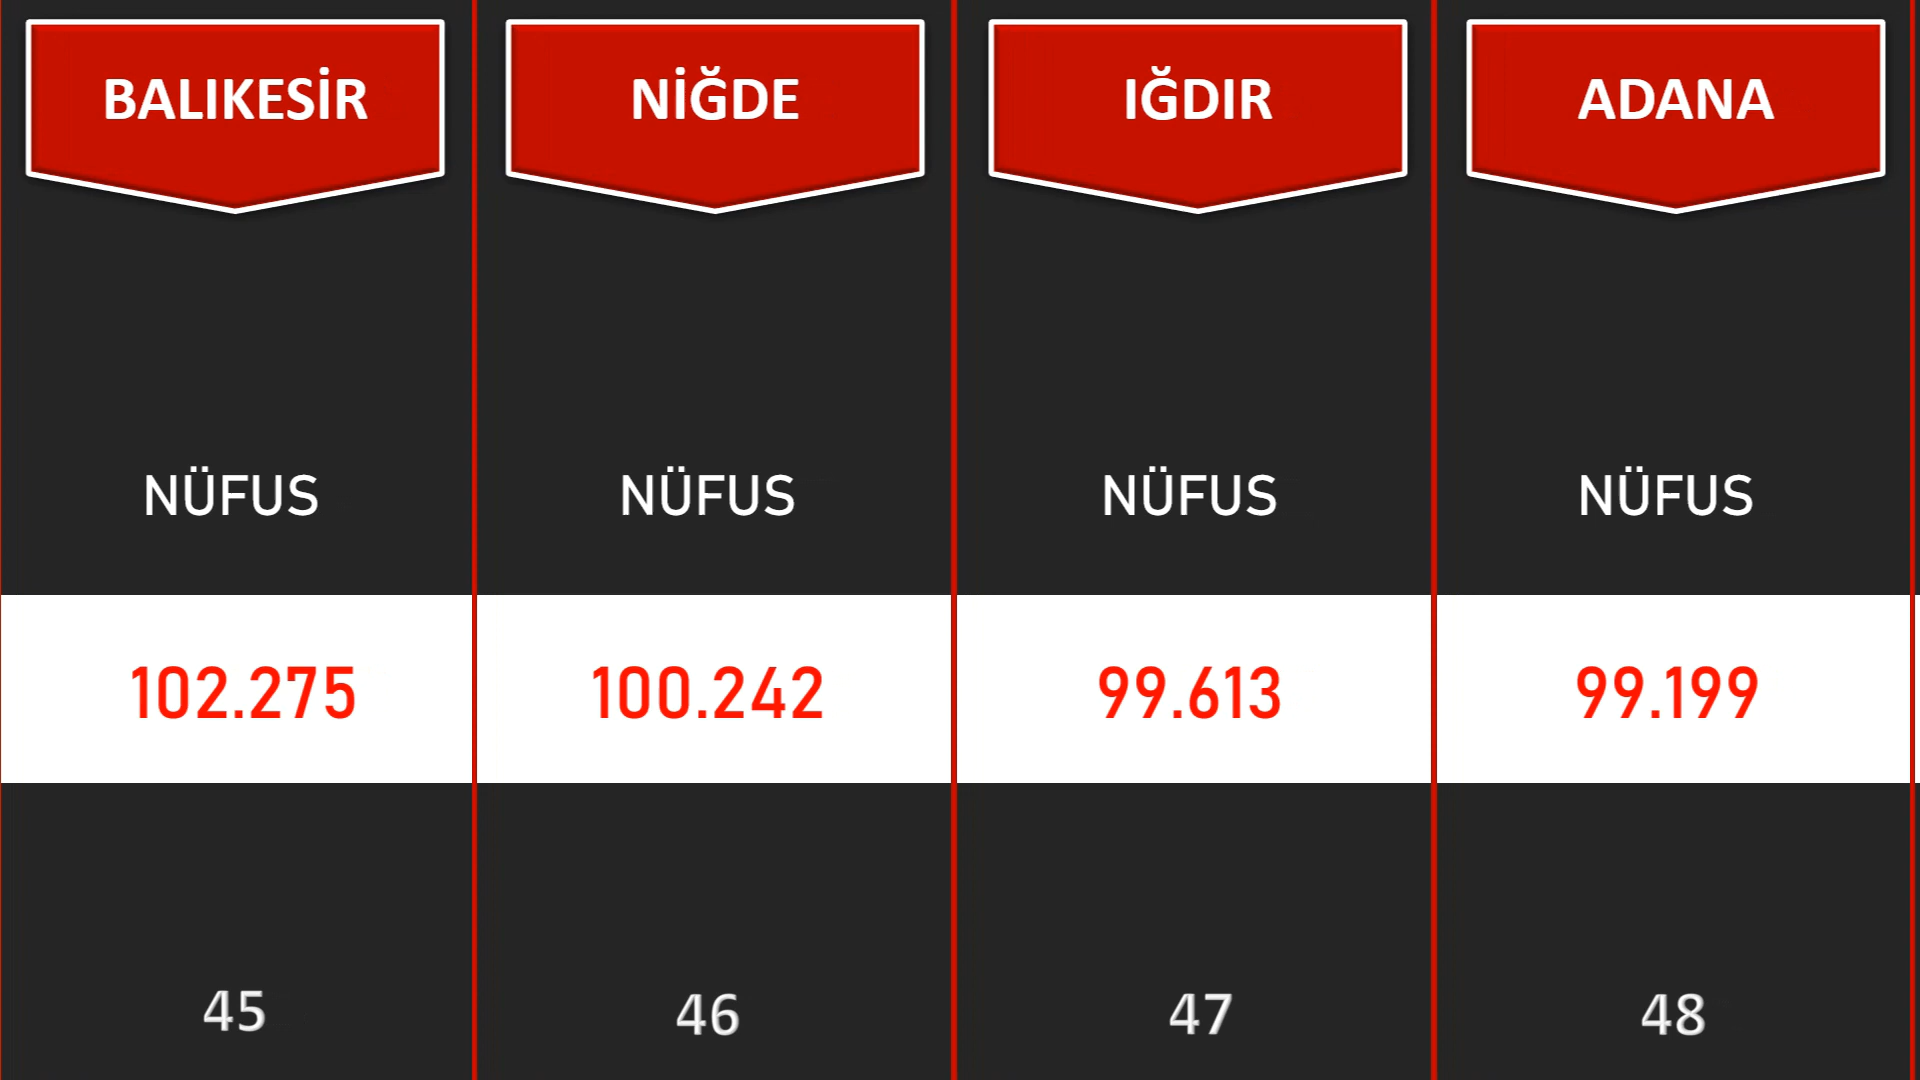 BALIKESİR
NÜFUS
102.275
45
NİĞDE
NÜFUS
100.242
46
IĞDIR
NÜFUS
99.613
47
ADANA
NÜFUS
99.199
48